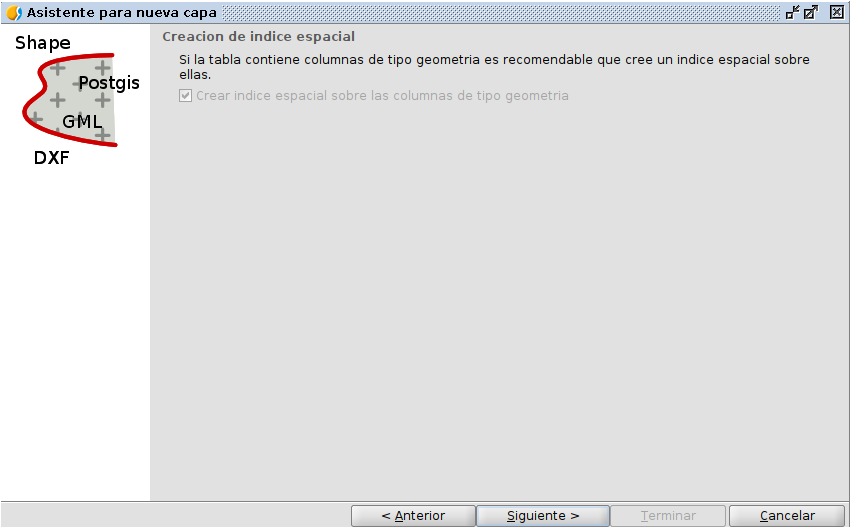 Asistente para nueva capa
Shape
Postgis
GML
DXF
Creacion de indice espacial
Si la tabla contiene columnas de tipo geometria es recomendable que cree un indice espacial sobre
ellas.
Crear indice espacial sobre las columnas de tipo geometria
< Anterior
Siguiente >
Terminar
Cancelar